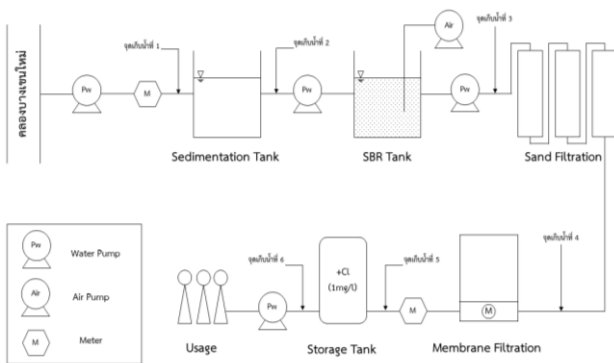 คลองบางเขนใหม่
Pw
M
จุดเก็บน้ำที่ 1
Sedimentation Tank
จุดเก็บน้ำที่ 2
Pw
Air
SBR Tank
Pw
จุดเก็บน้ำที่ 3
Sand Filtration
Pw
Water Pump
Air
Air Pump
M
Meter
Usage
Pw
จุดเก็บน้ำที่ 6
+Cl
(1mg/l)
Storage Tank
จุดเก็บน้ำที่ 5
M
M
Membrane Filtration
จุดเก็บน้ำที่ 4